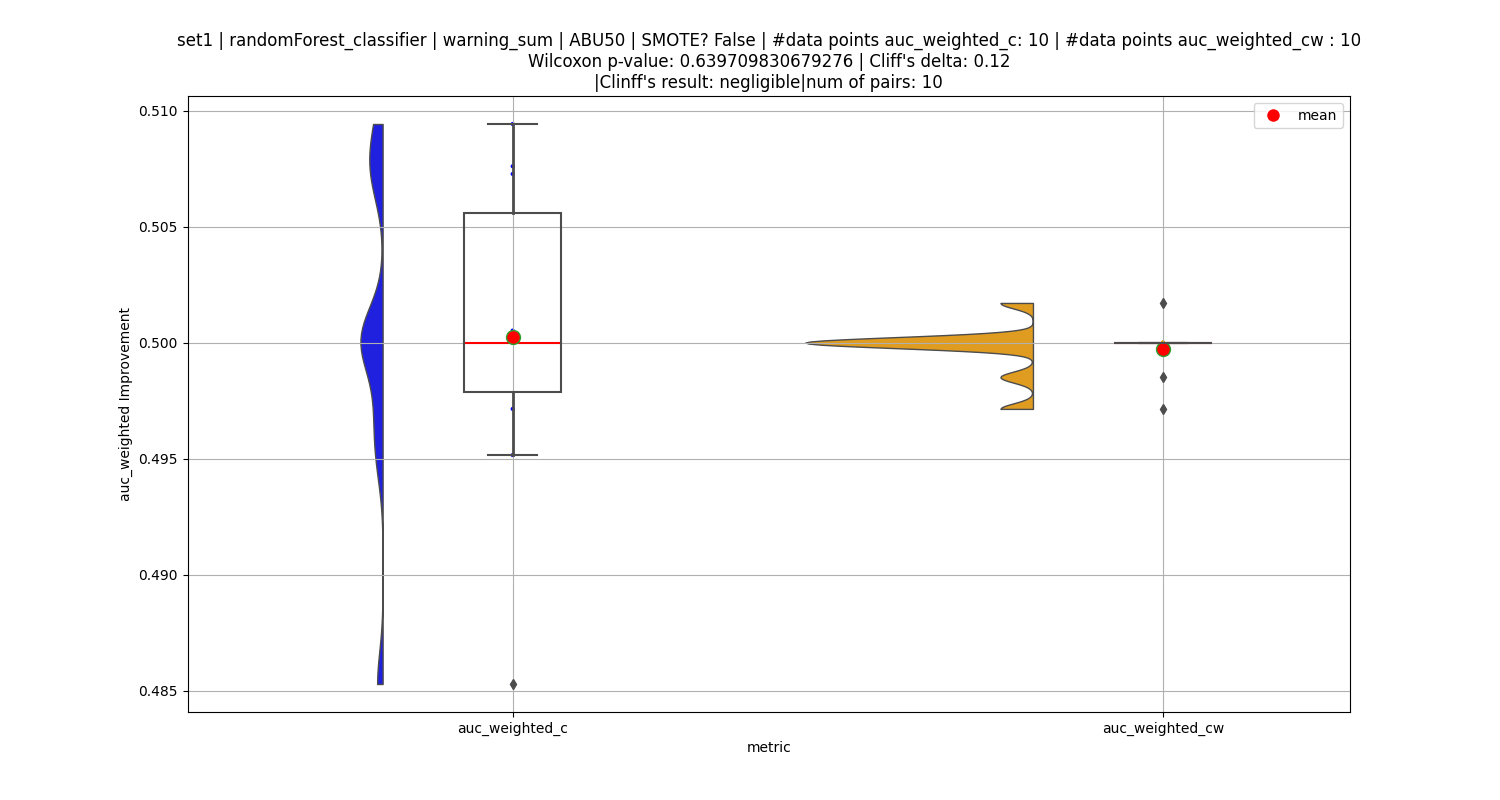 set1 | randomForest_classifier | warning_sum | ABU50 | SMOTE? False | #data points auc_weighted_c: 10 | #data points auc_weighted_cw : 10
Wilcoxon p-value: 0.639709830679276 | Cliff's delta: 0.12
|Clinff's result: negligible|num of pairs: 10
mean
0.510
0.505
0.500
0.495
0.490
0.485
auc_weighted Improvement
auc_weighted_c
auc_weighted_cw
metric